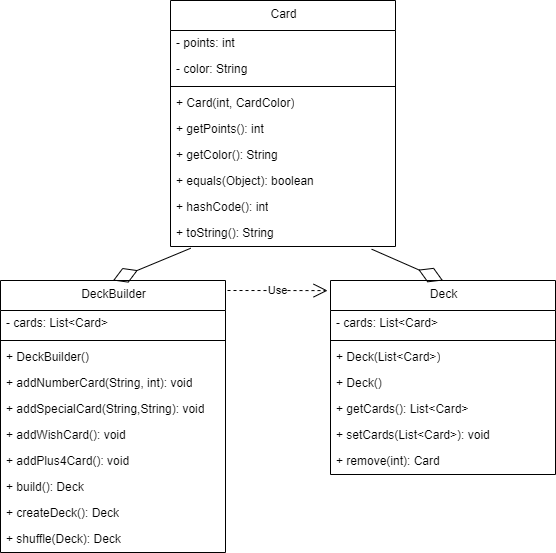 Card
- points: int
- color: String
+ Card(int, CardColor)
+ getPoints(): int
+ getColor(): String
+ equals(Object): boolean
+ hashCode(): int
+ toString(): String
DeckBuilder
- cards: List<Card>
+ DeckBuilder()
+ addNumberCard(String, int): void
+ addSpecialCard(String,String): void
+ addWishCard(): void
+ addPlus4Card(): void
+ build(): Deck
+ createDeck(): Deck
+ shuffle(Deck): Deck
Use
Deck
- cards: List<Card>
+ Deck(List<Card>)
+ Deck()
+ getCards(): List<Card>
+ setCards(List<Card>): void
+ remove(int): Card